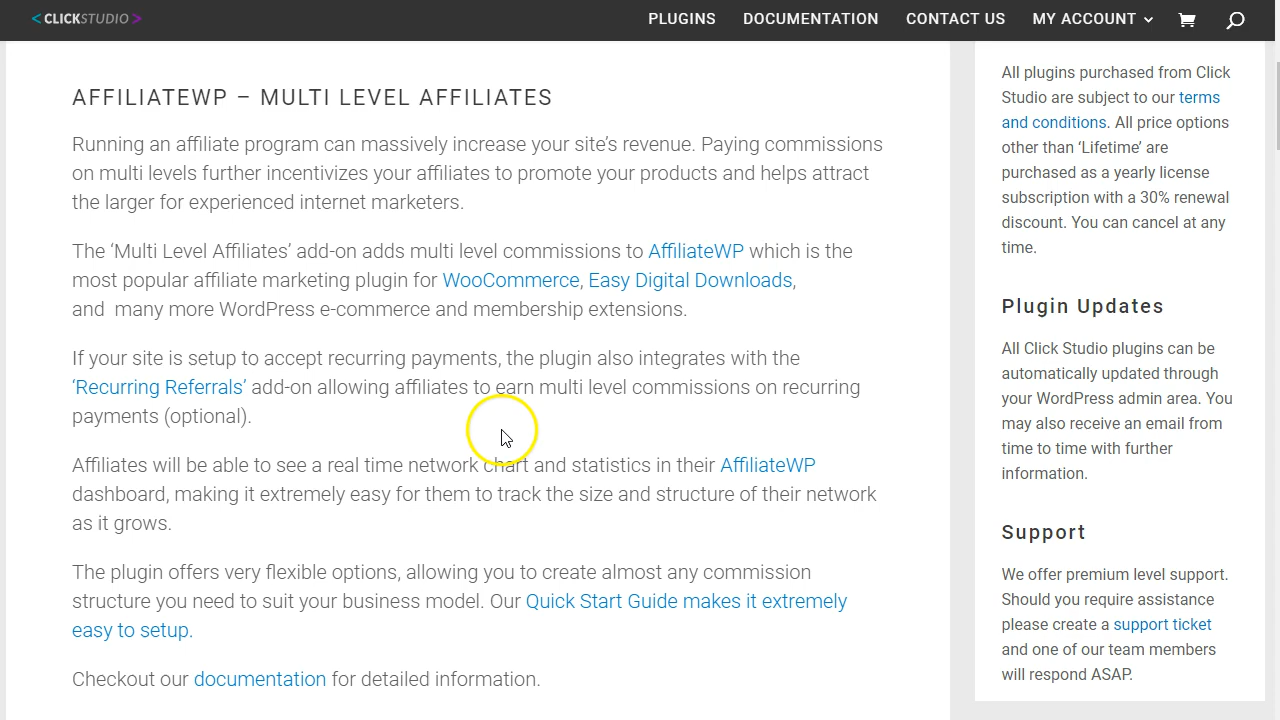 <CLICKSTUDIO>
PLUGINS DOCUMENTATION CONTACT US MY ACCOUNT
AFFILIATEWP – MULTI LEVEL AFFILIATES
Running an affiliate program can massively increase your site’s revenue. Paying commissions
on multi levels further incentivizes your affiliates to promote your products and helps attract
the larger for experienced internet marketers.
The ‘Multi Level Affiliates’ add-on adds multi level commissions to AffiliateWP which is the
most popular affiliate marketing plugin for WooCommerce, Easy Digital Downloads,
and  many more WordPress e-commerce and membership extensions.
If your site is setup to accept recurring payments, the plugin also integrates with the
‘Recurring Referrals’ add-on allowing affiliates to earn multi level commissions on recurring
payments (optional).
Affiliates will be able to see a real time network chart and statistics in their AffiliateWP
dashboard, making it extremely easy for them to track the size and structure of their network
as it grows.
The plugin offers very flexible options, allowing you to create almost any commission
structure you need to suit your business model. Our Quick Start Guide makes it extremely
easy to setup.
Checkout our documentation for detailed information.
All plugins purchased from Click
Studio are subject to our terms
and conditions. All price options
other than ‘Lifetime’ are
purchased as a yearly license
subscription with a 30% renewal
discount. You can cancel at any
time.
Plugin Updates
All Click Studio plugins can be
automatically updated through
your WordPress admin area. You
may also receive an email from
time to time with further
information.
Support
We offer premium level support.
Should you require assistance
please create a support ticket
and one of our team members
will respond ASAP.